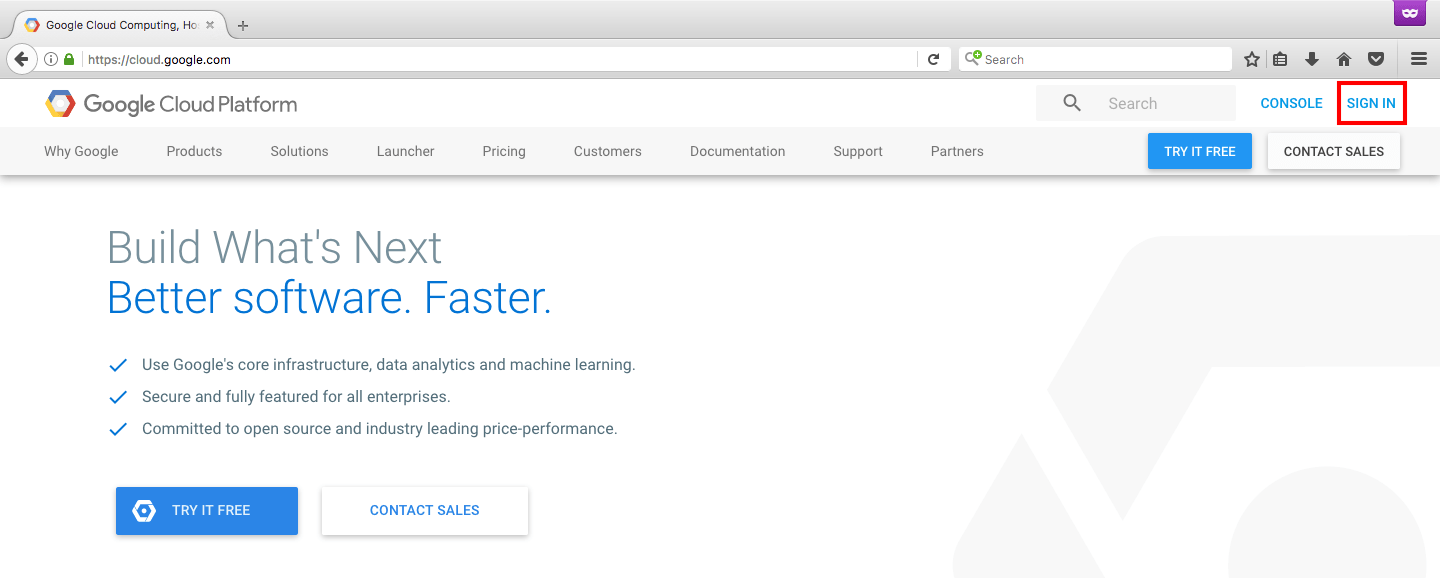 Google Cloud Computing, Ho
https://cloud.google.com
Search
Google Cloud Platform
Search
CONSOLE
SIGN IN
Why Google
Products
Solutions
Launcher
Pricing
Customers
Documentation
Support
Partners
TRY IT FREE
CONTACT SALES
Build What's Next
Better software. Faster.
Use Google's core infrastructure, data analytics and machine learning.
Secure and fully featured for all enterprises.
Committed to open source and industry leading price-performance.
TRY IT FREE
CONTACT SALES